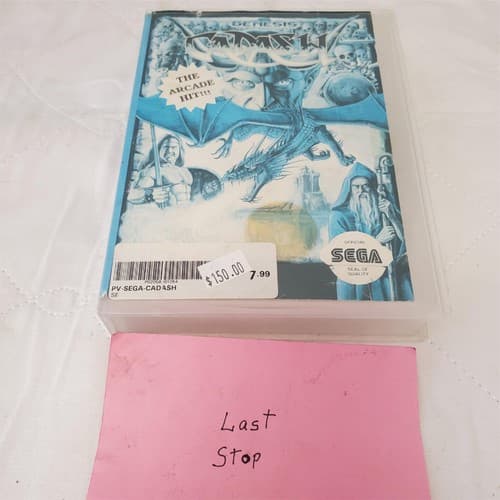 GENESIS
CADASH
THE
ARCADE
HIT!!!
OFFICIAL
SEGA
SEAL OF
QUALITY
$150.00
7.99
PV-SEGA-CADASH
SE
Last
Stop